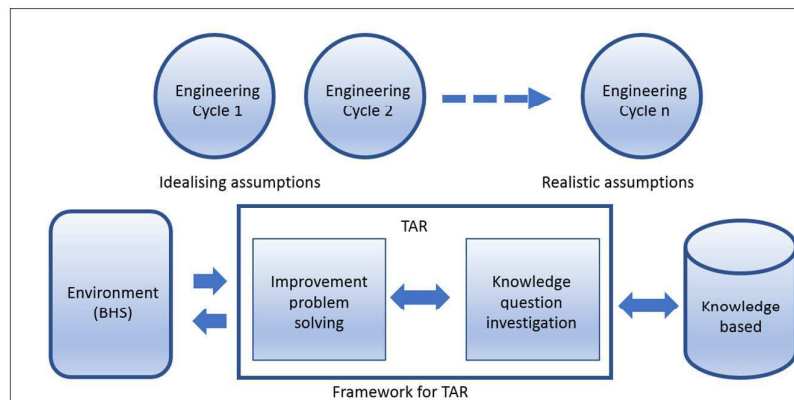 Engineering
Cycle 1
Engineering
Cycle 2
Engineering
Cycle n
Idealising assumptions
Realistic assumptions
TAR
Environment
(BHS)
Improvement
problem
solving
Knowledge
question
investigation
Knowledge
based
Framework for TAR